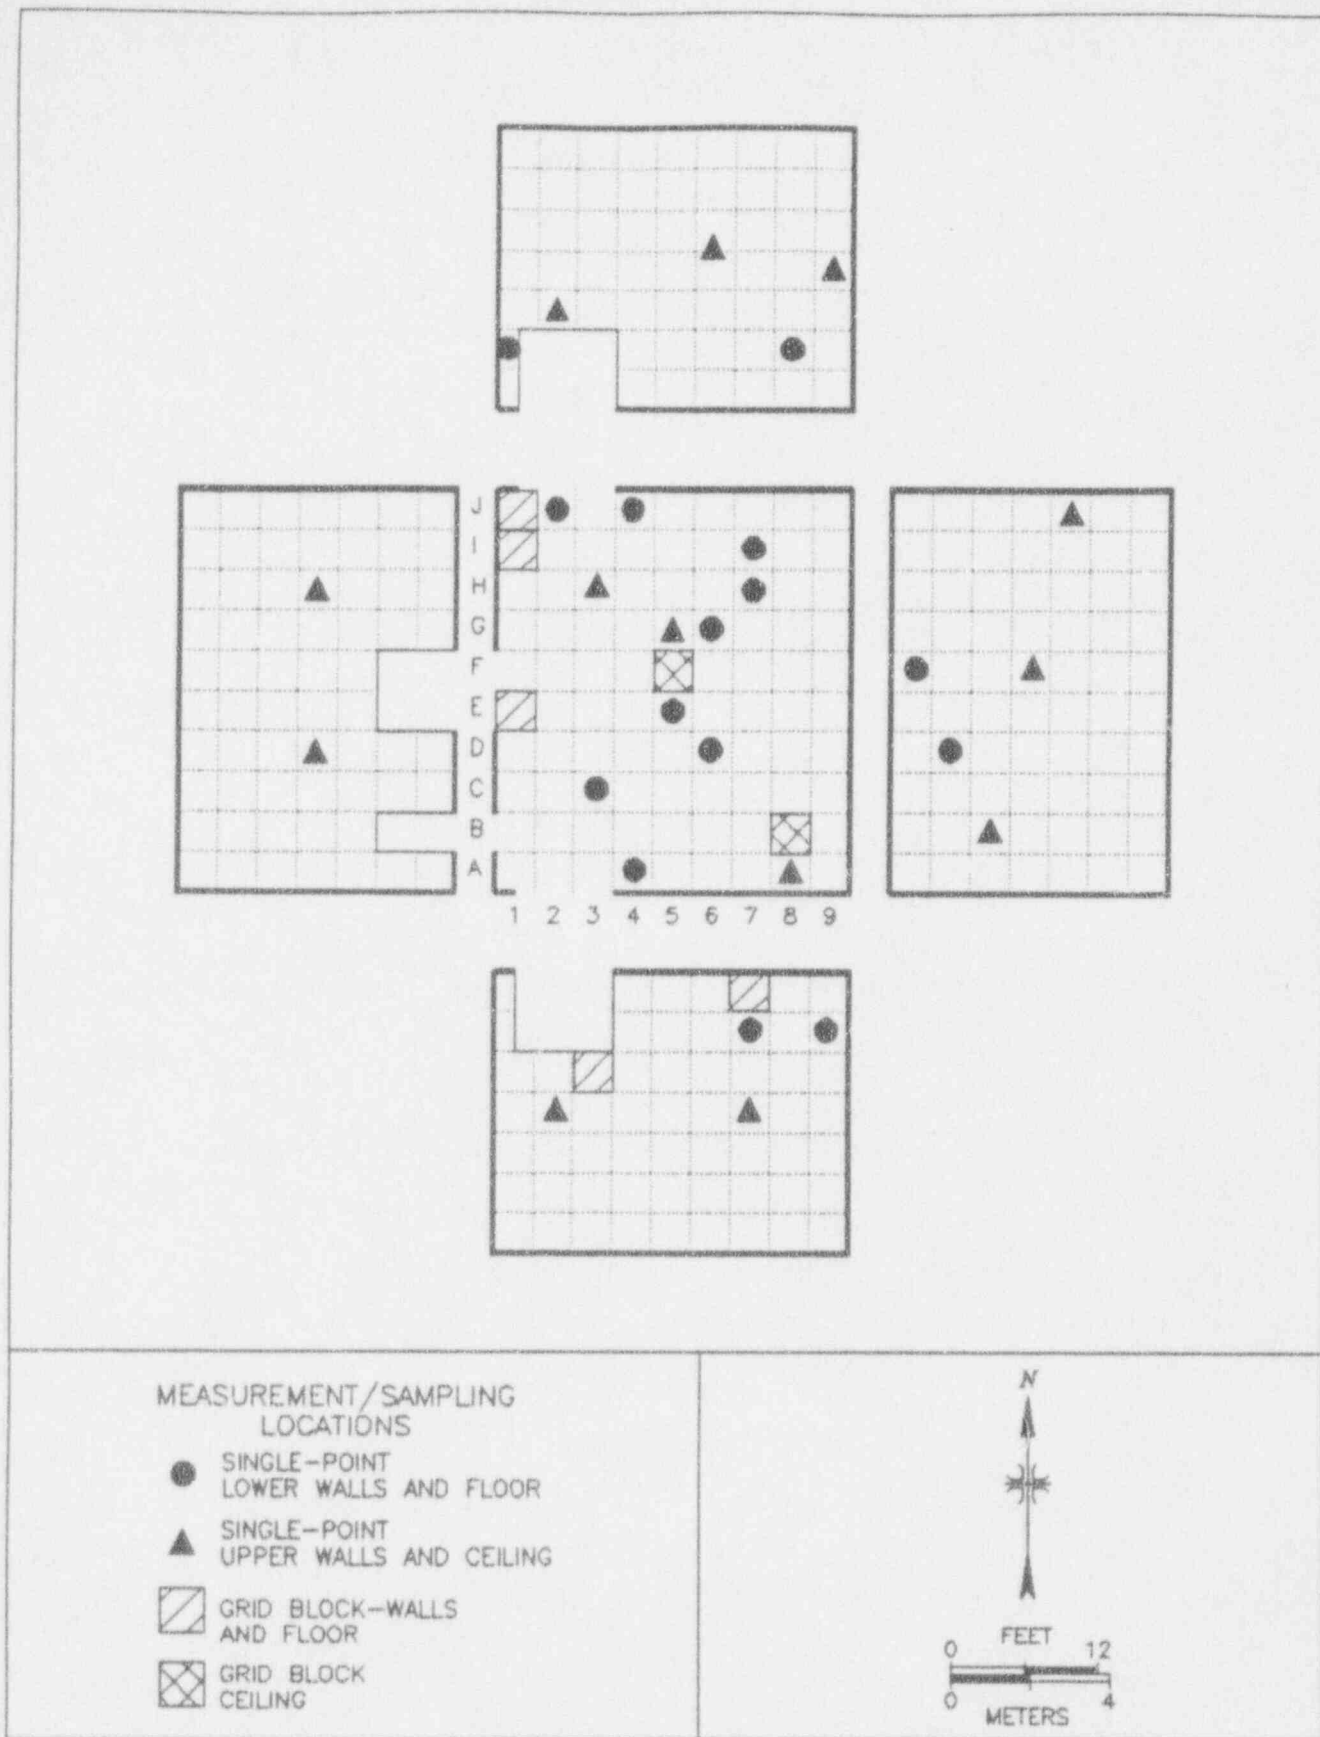 J
I
H
G
F
E
D
C
B
A
1 2 3 4 5 6 7 8 9
MEASUREMENT/SAMPLING
LOCATIONS
SINGLE-POINT
LOWER WALLS AND FLOOR
SINGLE-POINT
UPPER WALLS AND CEILING
GRID BLOCK-WALLS
AND FLOOR
GRID BLOCK
CEILING
N
FEET
0 12
0 4
METERS